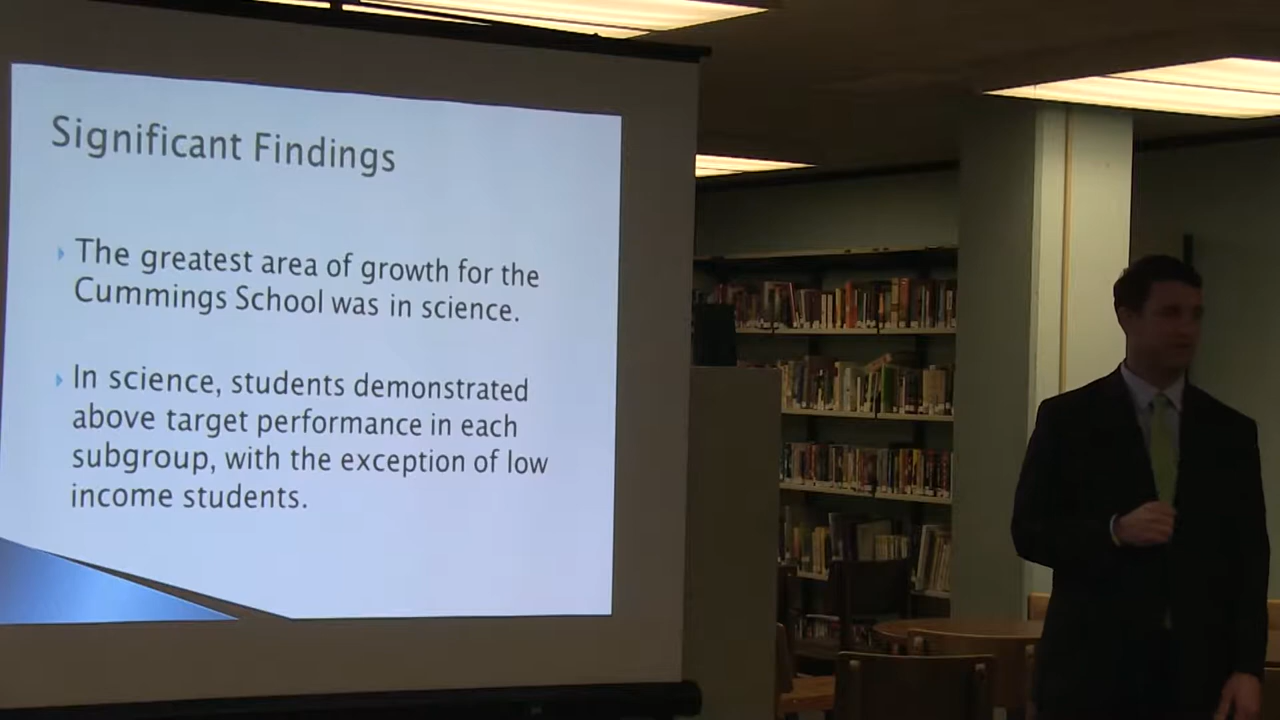 Significant Findings
The greatest area of growth for the
Cummings School was in science.
In science, students demonstrated
above target performance in each
subgroup, with the exception of low
income students.